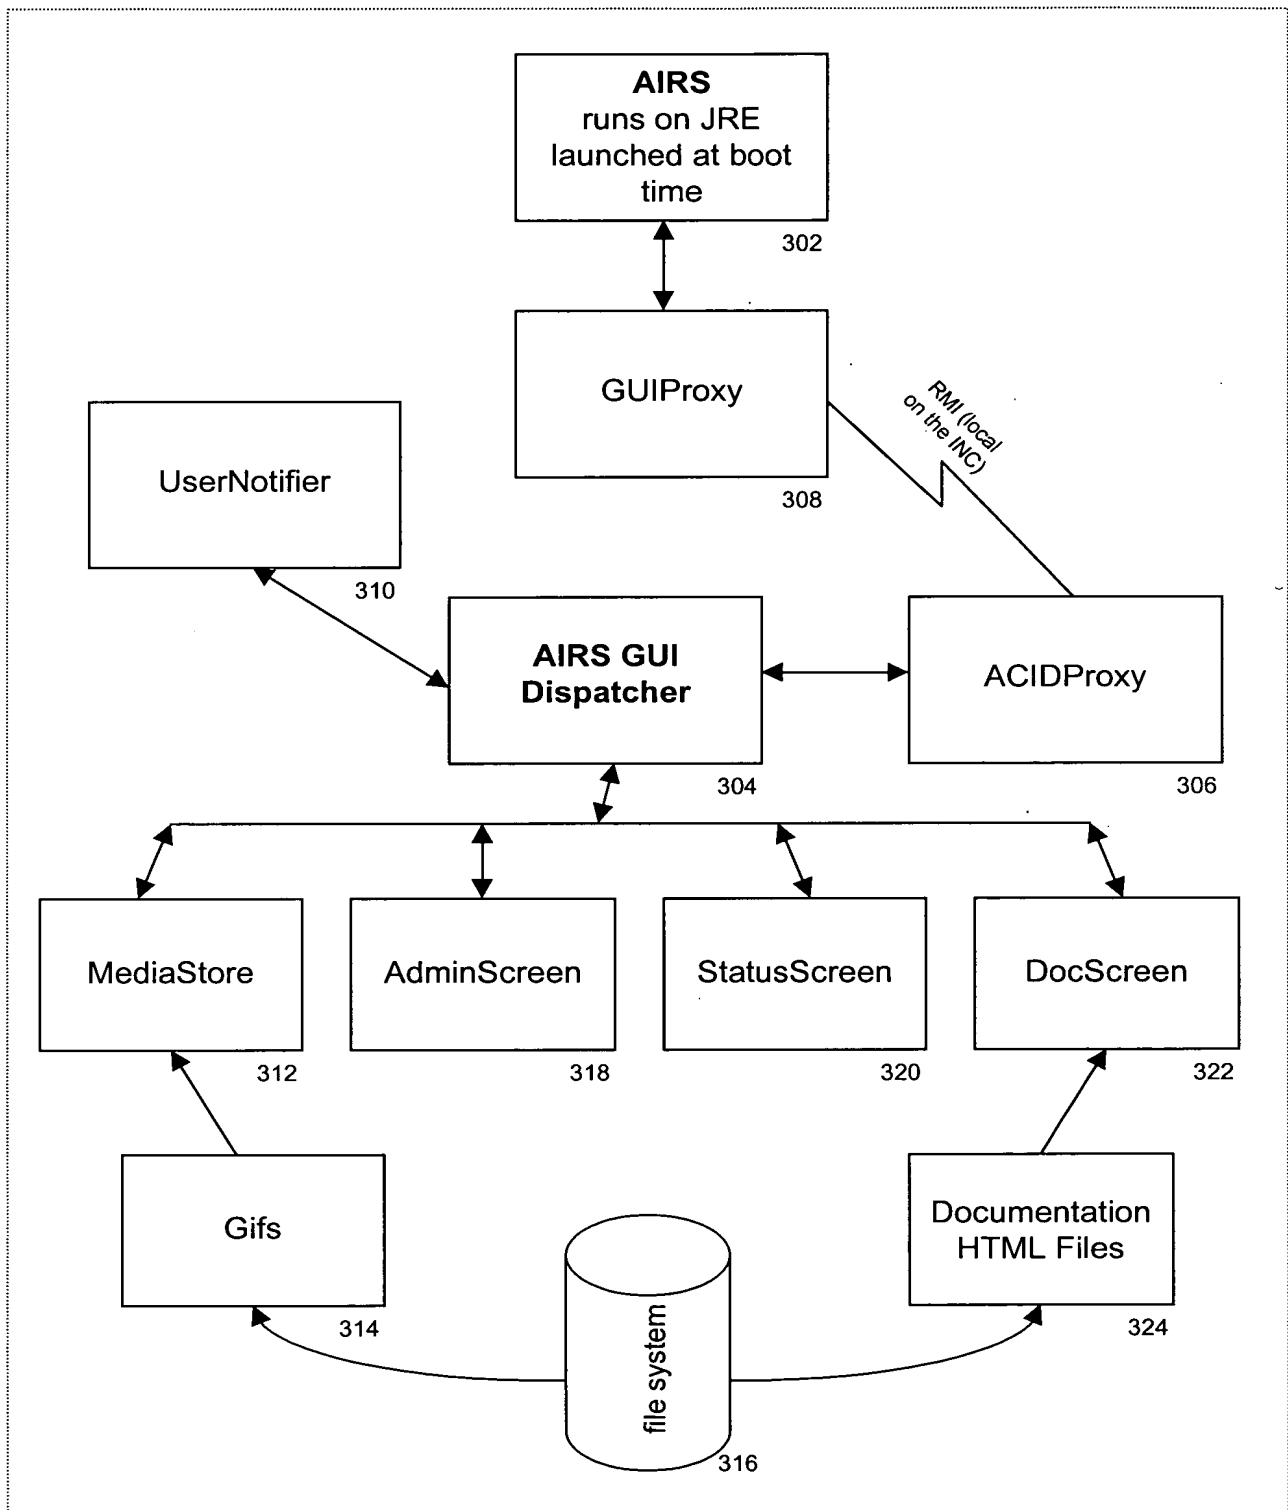 AIRS
runs on JRE
launched at boot
time
302
GUIProxy
308
RMI (local
on the INC)
UserNotifier
310
AIRS GUI
Dispatcher
304
ACIDProxy
306
MediaStore
312
AdminScreen
318
StatusScreen
320
DocScreen
322
Gifs
314
file system
316
Documentation
HTML Files
324